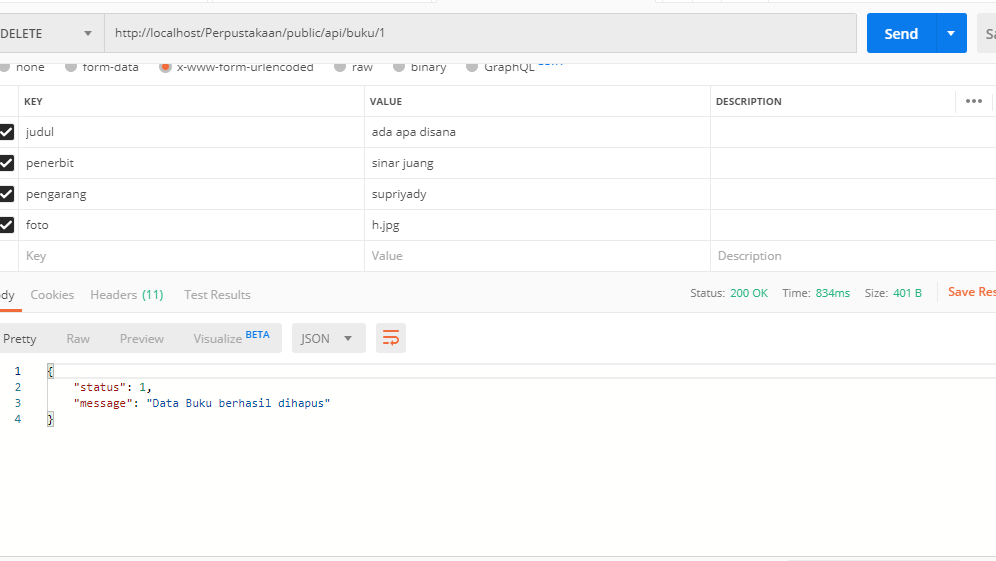 DELETE http://localhost/Perpustakaan/public/api/buku/1 Send
none form-data x-www-form-urlencoded raw binary GraphQL
KEY VALUE DESCRIPTION •••
judul ada apa disana
penerbit sinar juang
pengarang supriyady
foto h.jpg
Key Value Description
Cookies Headers (11) Test Results Status: 200 OK Time: 834ms Size: 401 B Save Res
Pretty Raw Preview Visualize BETA JSON
1 {
2 "status": 1,
3 "message": "Data Buku berhasil dihapus"
4 }